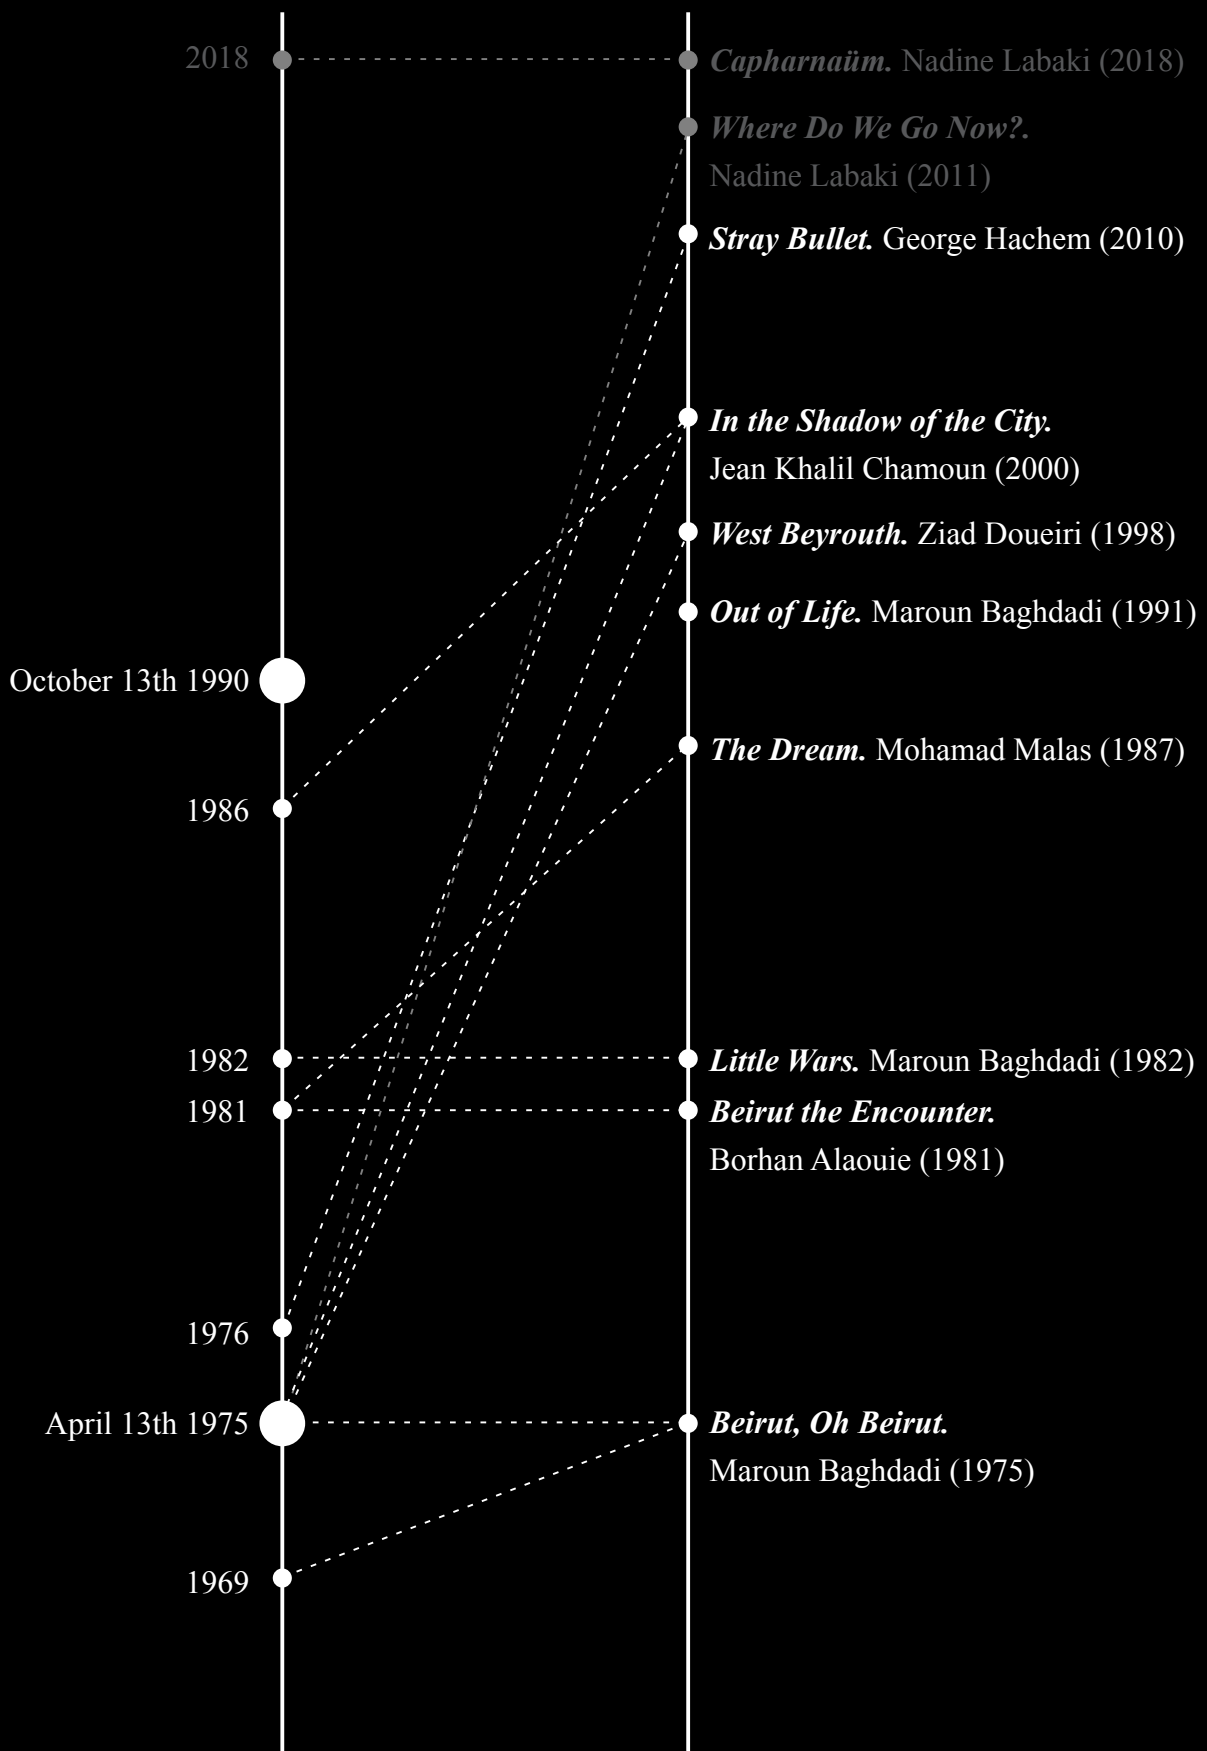 2018
Capharnaüm. Nadine Labaki (2018)
Where Do We Go Now?.
Nadine Labaki (2011)
Stray Bullet. George Hachem (2010)
In the Shadow of the City.
Jean Khalil Chamoun (2000)
West Beyrouth. Ziad Doueiri (1998)
Out of Life. Maroun Baghdadi (1991)
October 13th 1990
The Dream. Mohamad Malas (1987)
1986
1982
Little Wars. Maroun Baghdadi (1982)
1981
Beirut the Encounter.
Borhan Alaouie (1981)
1976
April 13th 1975
Beirut, Oh Beirut.
Maroun Baghdadi (1975)
1969